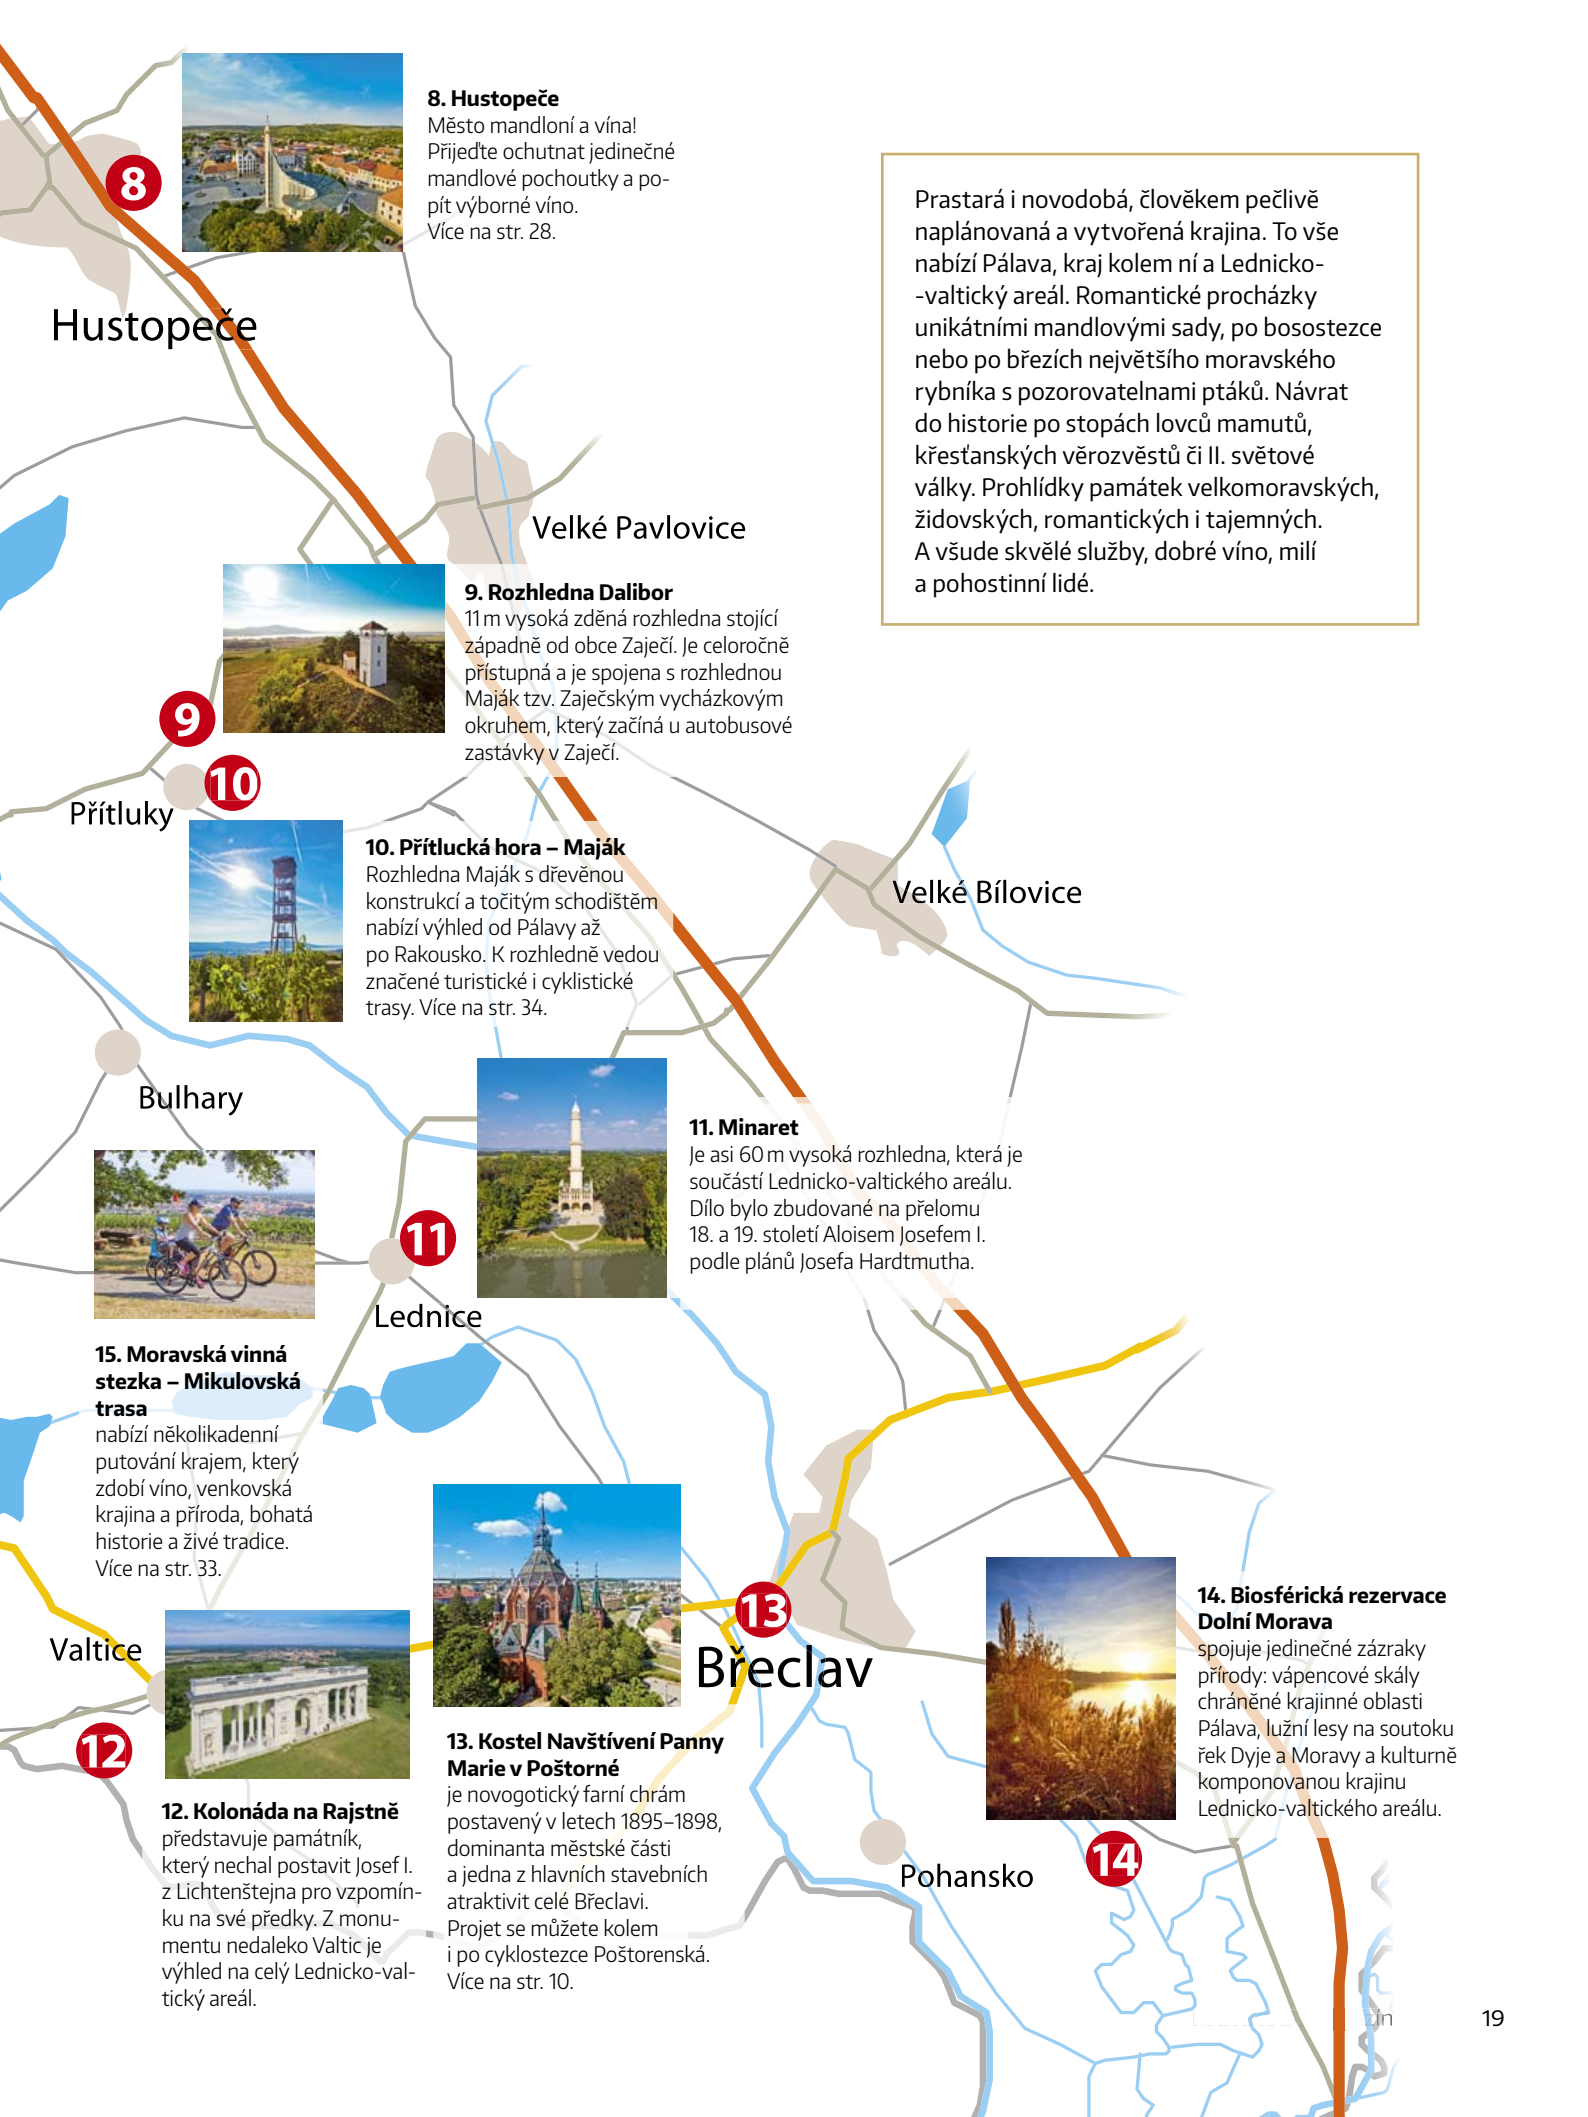 8. Hustopeče
Město mandloní a vína!
Přijeďte ochutnat jedinečné
mandlové pochoutky a po-
pít výborné víno.
Více na str. 28.
8
Hustopeče
Prastará i novodobá, člověkem pečlivě
naplánovaná a vytvořená krajina. To vše
nabízí Pálava, kraj kolem ní a Lednicko-
-valtický areál. Romantické procházky
unikátními mandlovými sady, po bosostezce
nebo po březích největšího moravského
rybníka s pozorovatelnami ptáků. Návrat
do historie po stopách lovců mamutů,
křesťanských věrozvěstů či II. světové
války. Prohlídky památek velkomoravských,
židovských, romantických i tajemných.
A všude skvělé služby, dobré víno, milí
a pohostinní lidé.
Velké Pavlovice
9. Rozhledna Dalibor
11 m vysoká zděná rozhledna stojící
západně od obce Zaječí. Je celoročně
přístupná a je spojena s rozhlednou
Maják tzv. Zaječským vycházkovým
okruhem, který začíná u autobusové
zastávky v Zaječí.
9
10
Přítluky
10. Přítlucká hora – Maják
Rozhledna Maják s dřevěnou
konstrukcí a točitým schodištěm
nabízí výhled od Pálavy až
po Rakousko. K rozhledně vedou
značené turistické i cyklistické
trasy. Více na str. 34.
Velké Bílovice
Bulhary
11. Minaret
Je asi 60 m vysoká rozhledna, která je
součástí Lednicko-valtického areálu.
Dílo bylo zbudované na přelomu
18. a 19. století Aloisem Josefem I.
podle plánů Josefa Hardtmutha.
11
Lednice
15. Moravská vinná
stezka – Mikulovská
trasa
nabízí několikadenní
putování krajem, který
zdobí víno, venkovská
krajina a příroda, bohatá
historie a živé tradice.
Více na str. 33.
13
Břeclav
14. Biosférická rezervace
Dolní Morava
spojuje jedinečné zázraky
přírody: vápencové skály
chráněné krajinné oblasti
Pálava, lužní lesy na soutoku
řek Dyje a Moravy a kulturně
komponovanou krajinu
Lednicko-valtického areálu.
Valtice
12
12. Kolonáda na Rajstně
představuje památník,
který nechal postavit Josef I.
z Lichtenštejna pro vzpomín-
ku na své předky. Z monu-
mentu nedaleko Valtic je
výhled na celý Lednicko-val-
tický areál.
13. Kostel Navštívení Panny
Marie v Poštorné
je novogotický farní chrám
postavený v letech 1895–1898,
dominanta městské části
a jedna z hlavních stavebních
atraktivit celé Břeclavi.
Projet se můžete kolem
i po cyklostezce Poštorenská.
Více na str. 10.
14
Pohansko
19